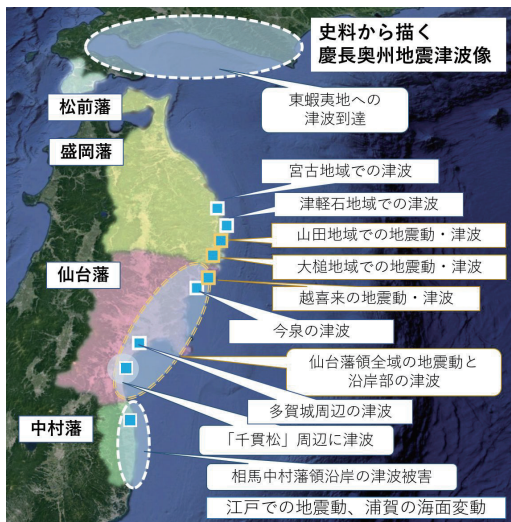 史料から描く
慶長奥州地震津波像
東蝦夷地への
津波到達
松前藩
盛岡藩
宮古地域での津波
津軽石地域での津波
山田地域での地震動・津波
大槌地域での地震動・津波
仙台藩
越喜来の地震動・津波
今泉の津波
仙台藩領全域の地震動と
沿岸部の津波
多賀城周辺の津波
中村藩
「千貫松」周辺に津波
相馬中村藩領沿岸の津波被害
江戸での地震動、浦賀の海面変動